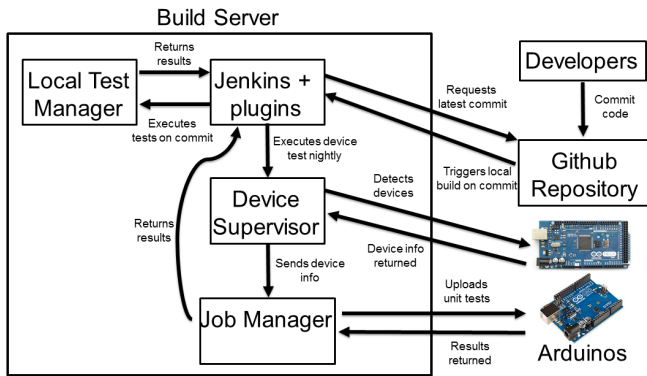 Build Server
Returns
results
Local Test
Manager
Jenkins +
plugins
Executes
tests on commit
Requests
latest commit
Developers
Commit
code
Executes device
test nightly
Triggers local
build on commit
Github
Repository
Detects
devices
Device
Supervisor
Returns
results
Device info
returned
Sends device
info
Uploads
unit tests
Job Manager
Results
returned
Arduinos